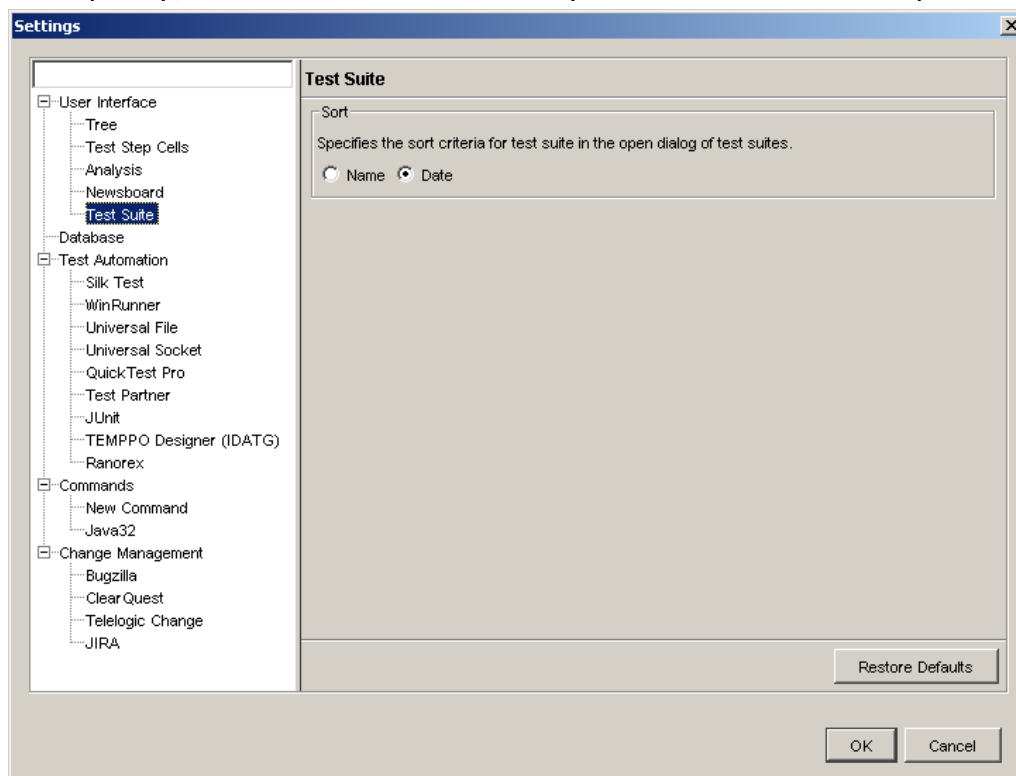 Settings
Test Suite
User Interface
Tree
Test Step Cells
Analysis
Newsboard
Test Suite
Database
Test Automation
Silk Test
WinRunner
Universal File
Universal Socket
QuickTest Pro
Test Partner
JUnit
TEMPPO Designer (IDATG)
Ranorex
Commands
New Command
Java32
Change Management
Bugzilla
ClearQuest
Telelogic Change
JIRA
Sort
Specifies the sort criteria for test suite in the open dialog of test suites.
Name Date
Restore Defaults
OK Cancel